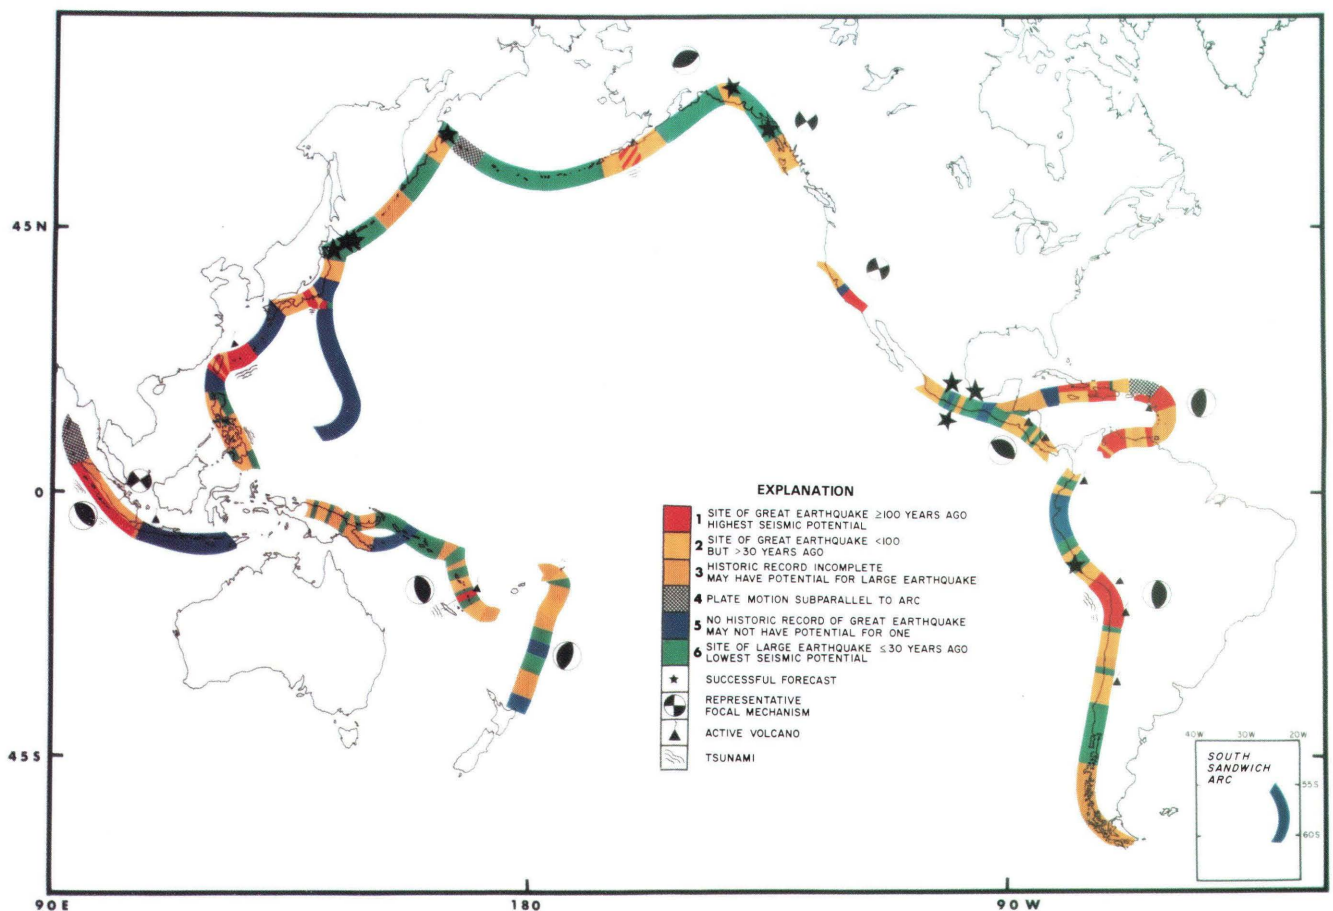 45N
0
45S
90E
180
90W
EXPLANATION
1 SITE OF GREAT EARTHQUAKE ≥100 YEARS AGO
HIGHEST SEISMIC POTENTIAL
2 SITE OF GREAT EARTHQUAKE <100
BUT >30 YEARS AGO
3 HISTORIC RECORD INCOMPLETE
MAY HAVE POTENTIAL FOR LARGE EARTHQUAKE
4 PLATE MOTION SUBPARALLEL TO ARC
5 NO HISTORIC RECORD OF GREAT EARTHQUAKE
MAY NOT HAVE POTENTIAL FOR ONE
6 SITE OF LARGE EARTHQUAKE ≤30 YEARS AGO
LOWEST SEISMIC POTENTIAL
SUCCESSFUL FORECAST
REPRESENTATIVE
FOCAL MECHANISM
ACTIVE VOLCANO
TSUNAMI
40W 30W 20W
SOUTH
SANDWICH
ARC
55S
60S